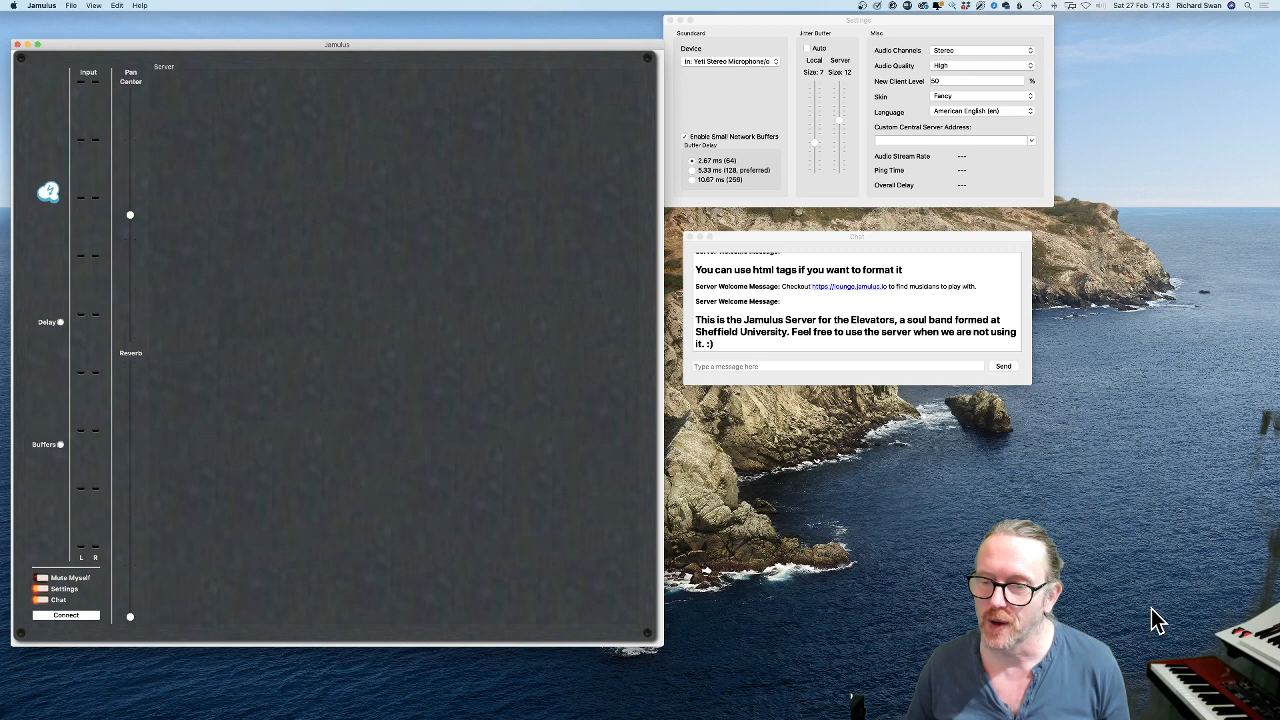 Jamulus File View Edit Help
Sat 27 Feb 17:43 Richard Swan
Jamulus
Input
Pan
Center
Server
Delay
Reverb
Buffers
L R
Mute Myself
Settings
Chat
Connect
Settings
Soundcard
Device
in: Yeti Stereo Microphone/o
Enable Small Network Buffers
Buffer Delay
2.67 ms (64)
5.33 ms (128, preferred)
10.67 ms (256)
Jitter Buffer
Auto
Local Server
Size: 7 Size: 12
Misc
Audio Channels Stereo
Audio Quality High
New Client Level 50 %
Skin Fancy
Language American English (en)
Custom Central Server Address:
Audio Stream Rate ---
Ping Time ---
Overall Delay ---
Chat
Server Welcome Message:
You can use html tags if you want to format it
Server Welcome Message: Checkout https://lounge.jamulus.io to find musicians to play with.
Server Welcome Message:
This is the Jamulus Server for the Elevators, a soul band formed at
Sheffield University. Feel free to use the server when we are not using
it. :)
Type a message here
Send